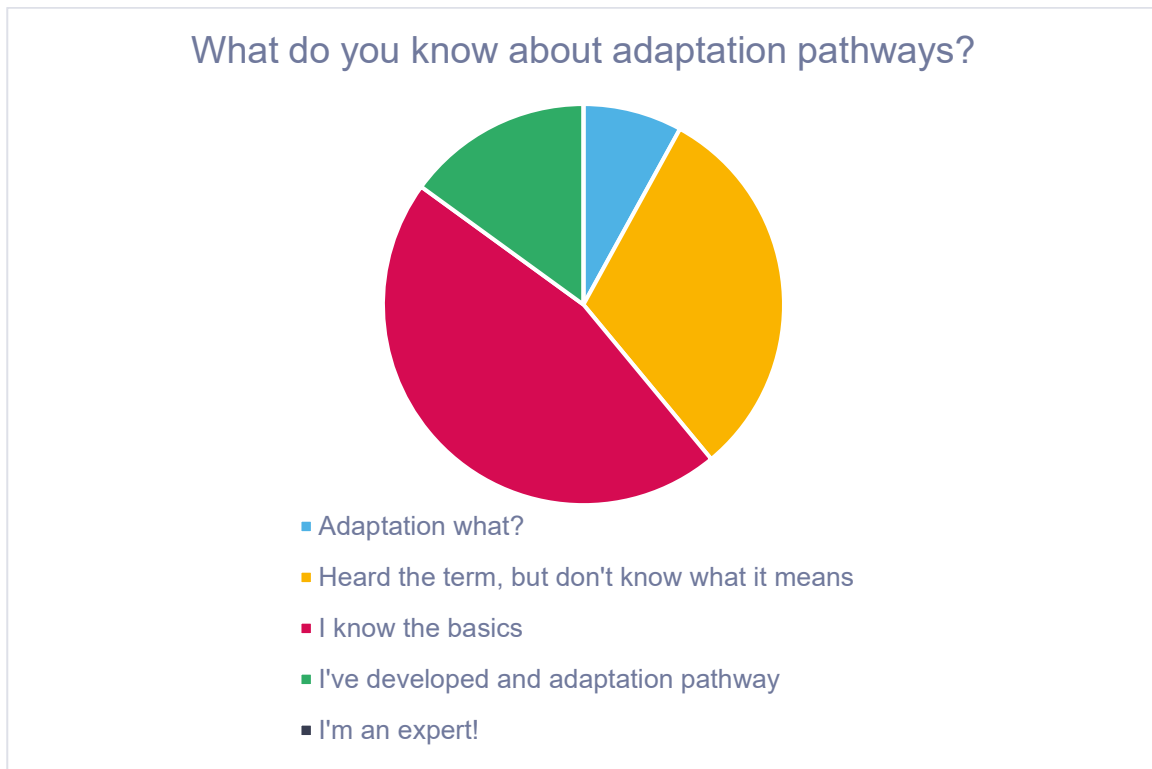 What do you know about adaptation pathways?
Adaptation what?
Heard the term, but don't know what it means
I know the basics
I've developed and adaptation pathway
I'm an expert!